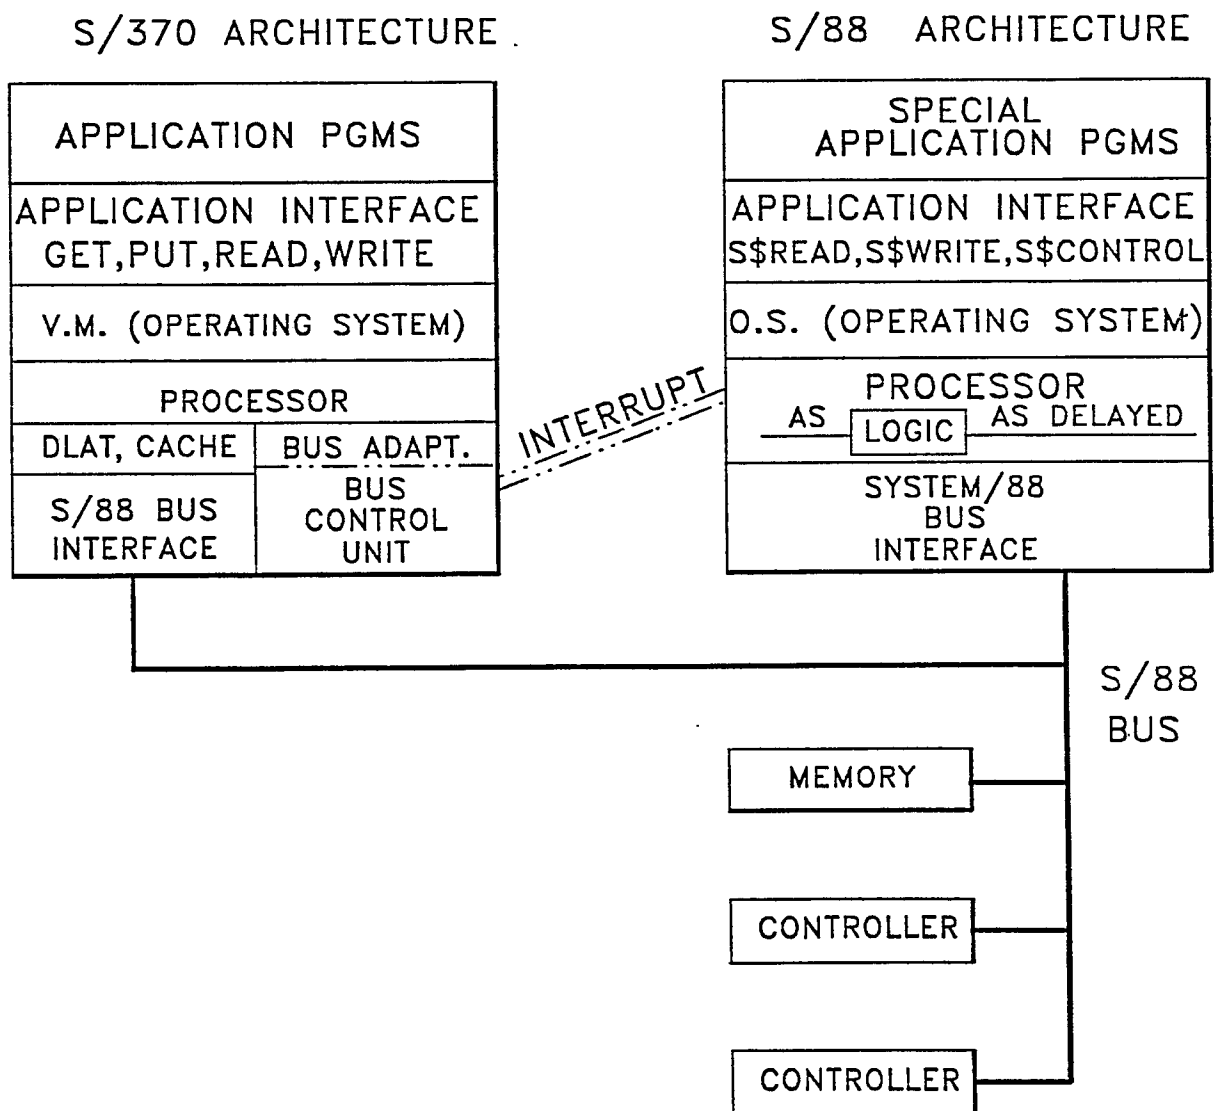 S/370 ARCHITECTURE
S/88 ARCHITECTURE
APPLICATION PGMS
APPLICATION INTERFACE
GET,PUT,READ,WRITE
V.M. (OPERATING SYSTEM)
PROCESSOR
DLAT, CACHE
BUS ADAPT.
S/88 BUS
INTERFACE
BUS
CONTROL
UNIT
INTERRUPT
SPECIAL
APPLICATION PGMS
APPLICATION INTERFACE
S$READ,S$WRITE,S$CONTROL
O.S. (OPERATING SYSTEM)
PROCESSOR
AS LOGIC AS DELAYED
SYSTEM/88
BUS
INTERFACE
S/88
BUS
MEMORY
CONTROLLER
CONTROLLER